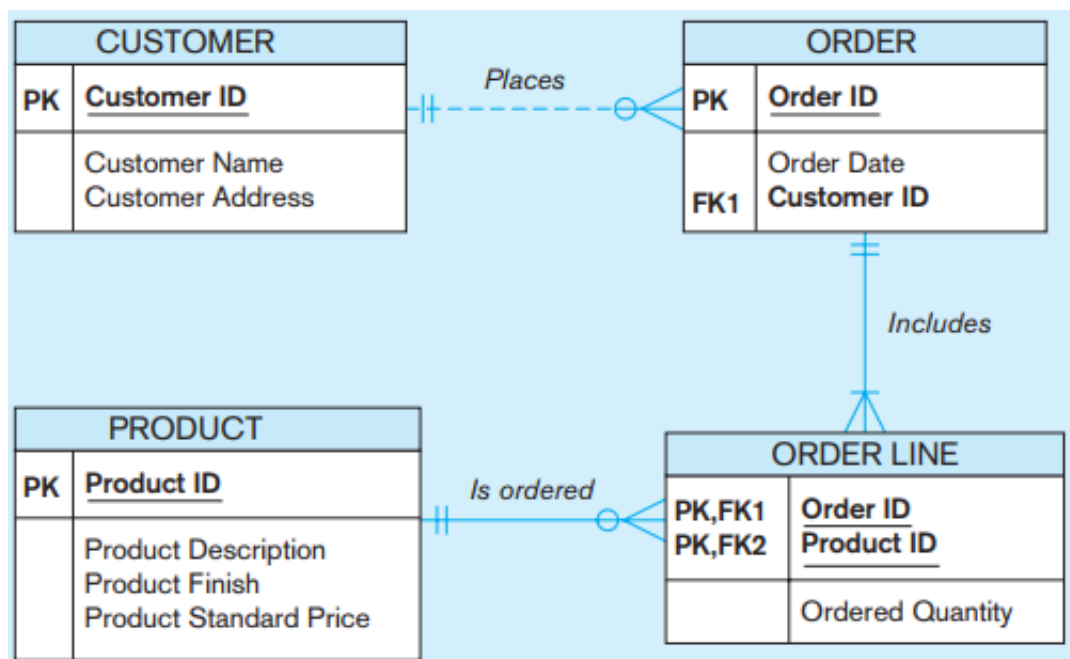 CUSTOMER
PK Customer ID
Customer Name
Customer Address
Places
ORDER
PK Order ID
Order Date
FK1 Customer ID
Includes
PRODUCT
PK Product ID
Product Description
Product Finish
Product Standard Price
Is ordered
ORDER LINE
PK,FK1 Order ID
PK,FK2 Product ID
Ordered Quantity